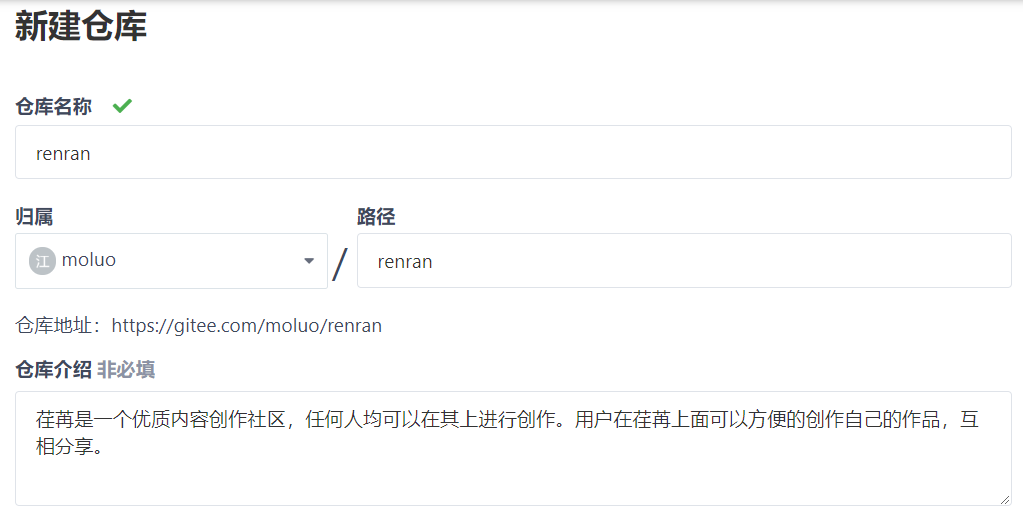 新建仓库
仓库名称
renran
归属
路径
江 moluo / renran
仓库地址：https://gitee.com/moluo/renran
仓库介绍 非必填
荏苒是一个优质内容创作社区，任何人均可以在其上进行创作。用户在荏苒上面可以方便的创作自己的作品，互
相分享。